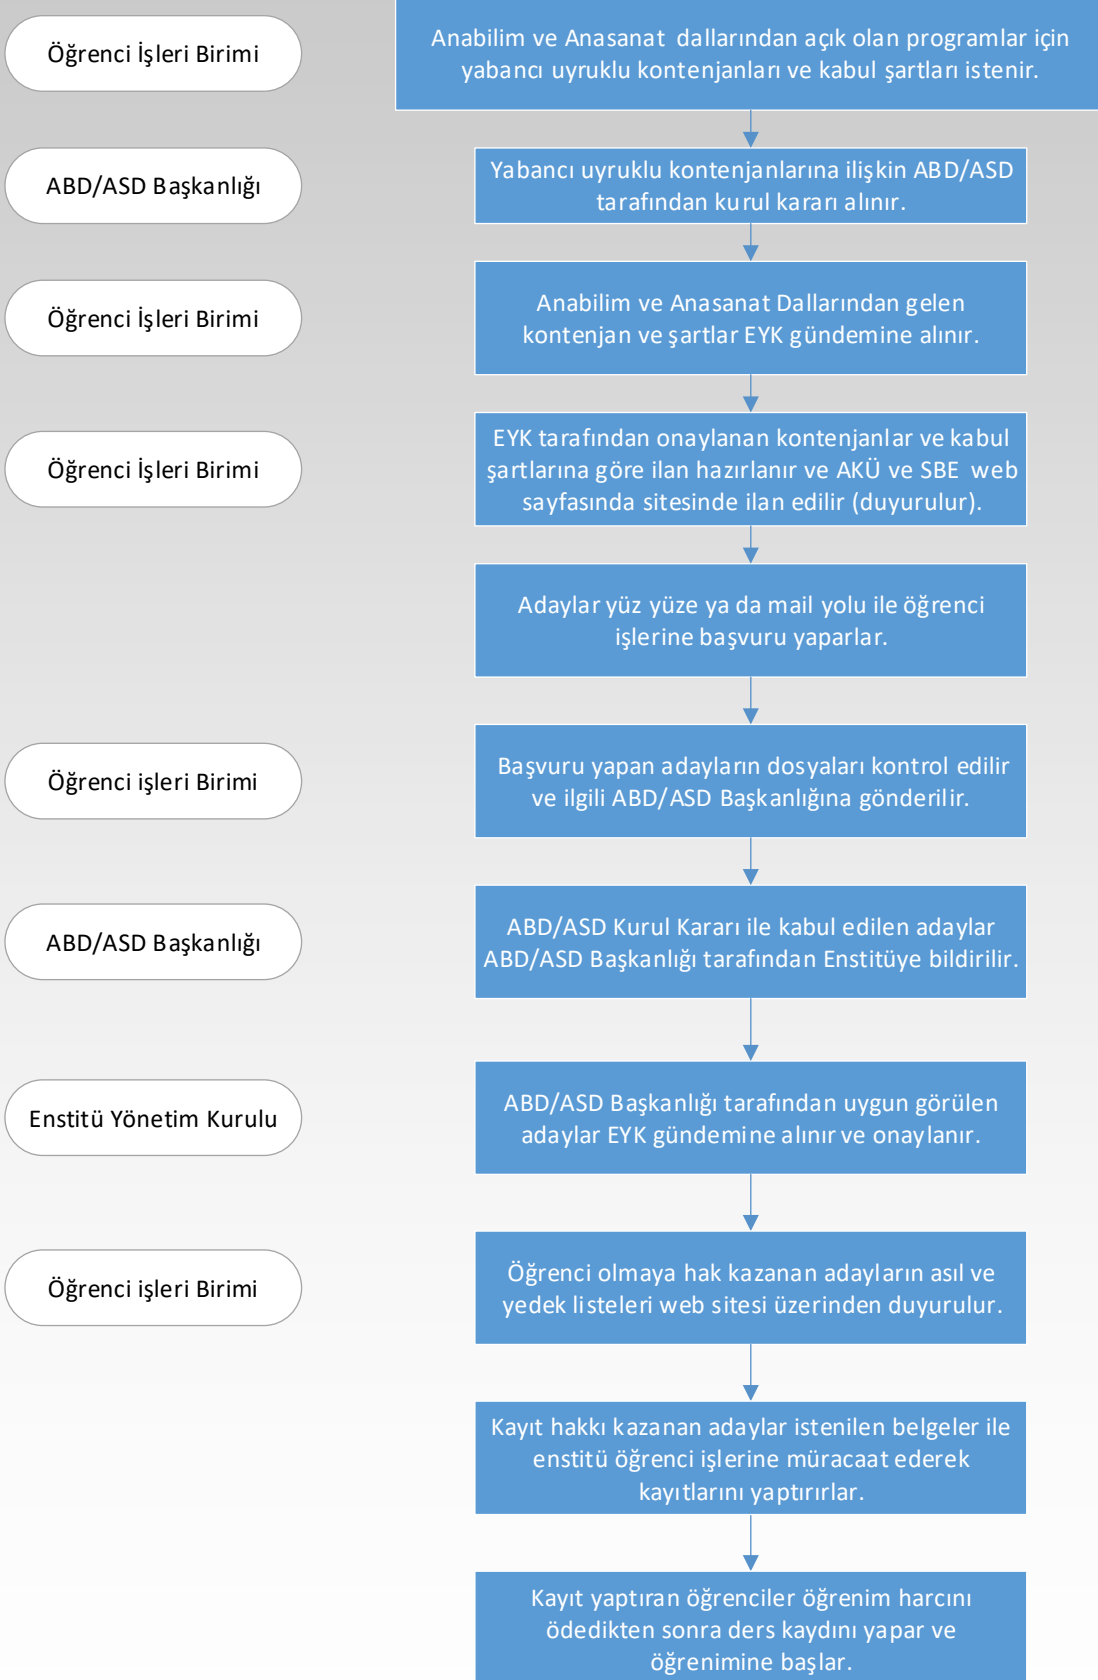 Öğrenci İşleri Birimi
Anabilim ve Anasanat dallarından açık olan programlar için
yabancı uyruklu kontenjanları ve kabul şartları istenir.
ABD/ASD Başkanlığı
Yabancı uyruklu kontenjanlarına ilişkin ABD/ASD
tarafından kurul kararı alınır.
Öğrenci İşleri Birimi
Anabilim ve Anasanat Dallarından gelen
kontenjan ve şartlar EYK gündemine alınır.
Öğrenci İşleri Birimi
EYK tarafından onaylanan kontenjanlar ve kabul
şartlarına göre ilan hazırlanır ve AKÜ ve SBE web
sayfasında sitesinde ilan edilir (duyurulur).
Adaylar yüz yüze ya da mail yolu ile öğrenci
işlerine başvuru yaparlar.
Öğrenci işleri Birimi
Başvuru yapan adayların dosyaları kontrol edilir
ve ilgili ABD/ASD Başkanlığına gönderilir.
ABD/ASD Başkanlığı
ABD/ASD Kurul Kararı ile kabul edilen adaylar
ABD/ASD Başkanlığı tarafından Enstitüye bildirilir.
Enstitü Yönetim Kurulu
ABD/ASD Başkanlığı tarafından uygun görülen
adaylar EYK gündemine alınır ve onaylanır.
Öğrenci işleri Birimi
Öğrenci olmaya hak kazanan adayların asıl ve
yedek listeleri web sitesi üzerinden duyurulur.
Kayıt hakkı kazanan adaylar istenilen belgeler ile
enstitü öğrenci işlerine müracaat ederek
kayıtlarını yaptırırlar.
Kayıt yaptıran öğrenciler öğrenim harcını
ödedikten sonra ders kaydını yapar ve
öğrenimine başlar.